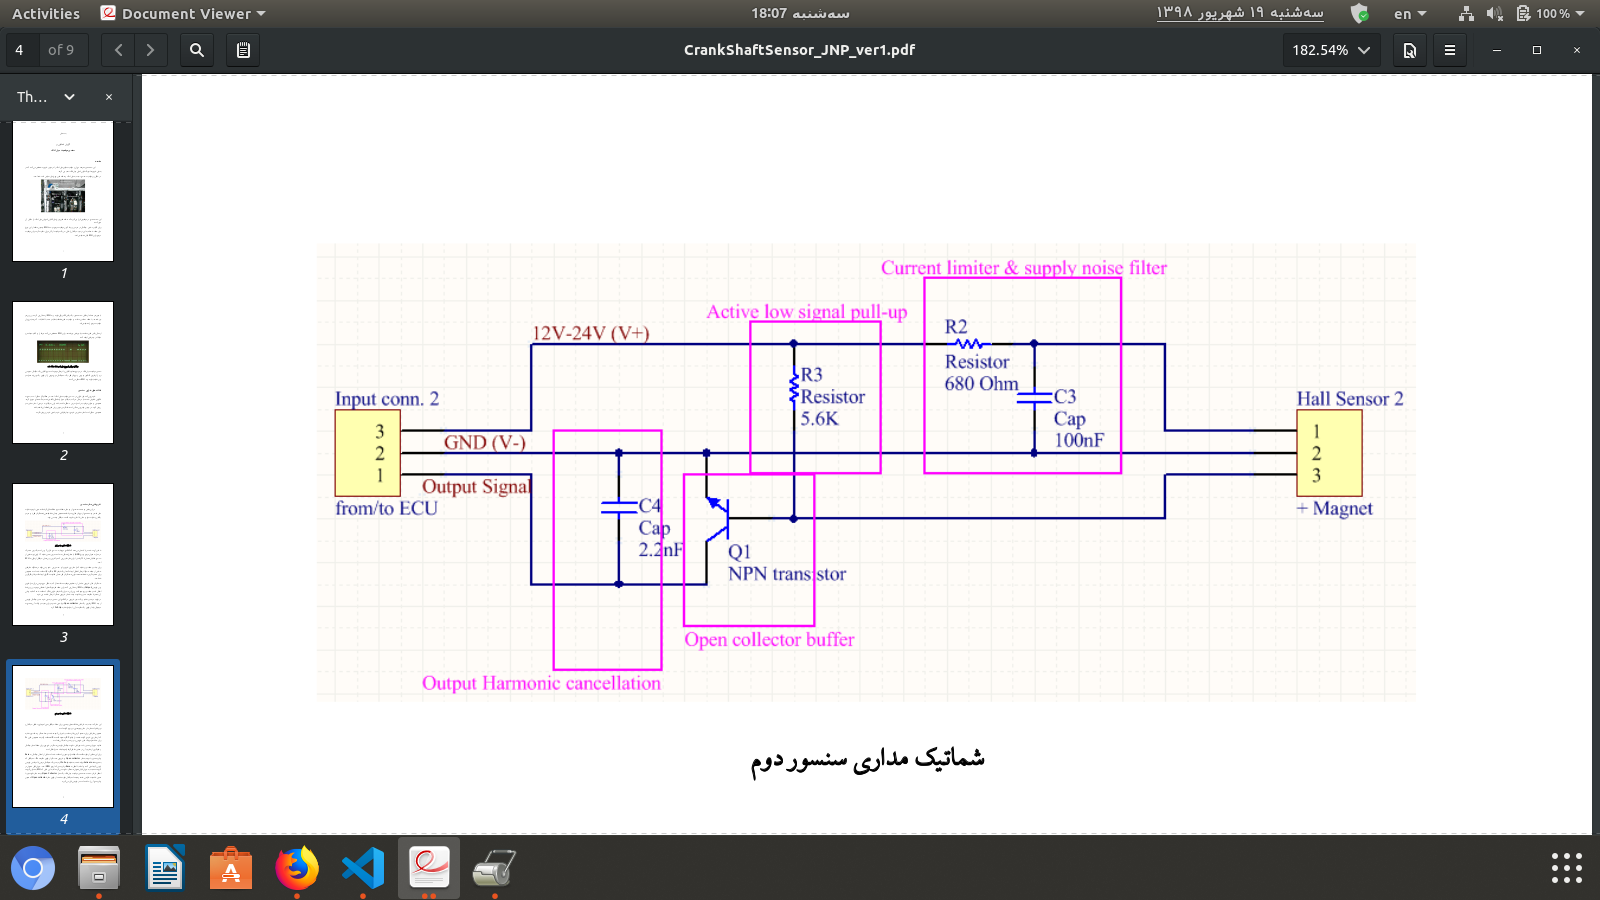 Activities Document Viewer سه‌شنبه 18:07 سه‌شنبه ۱۹ شهریور ۱۳۹۸ en 100 %
4 of 9 CrankShaftSensor_JNP_ver1.pdf 182.54%
Th...
1
2
3
4
Current limiter & supply noise filter
Active low signal pull-up
12V-24V (V+)
R2
Resistor
680 Ohm
R3
Resistor
5.6K
C3
Cap
100nF
Input conn. 2
3
2
1
from/to ECU
GND (V-)
Output Signal
Hall Sensor 2
1
2
3
+ Magnet
C4
Cap
2.2nF
Q1
NPN transistor
Open collector buffer
Output Harmonic cancellation
شماتیک مداری سنسور دوم